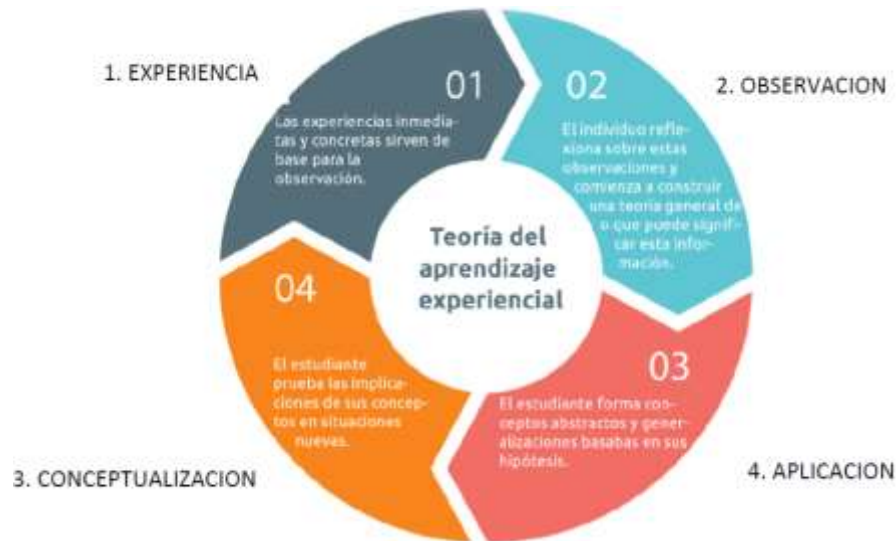 1. EXPERIENCIA
01
Las experiencias inmedia-
tas y concretas sirven de
base para la
observación.
02
2. OBSERVACION
El individuo refle-
xiona sobre estas
observaciones y
comienza a construir
una teoría general de
o que puede signifi-
car esta infor-
mación.
Teoría del
aprendizaje
experiencial
04
El estudiante
prueba las implica-
ciones de sus concep-
tos en situaciones
nuevas.
03
El estudiante forma con-
ceptos abstractos y gener-
alizaciones basabas en sus
hipótesis.
3. CONCEPTUALIZACION
4. APLICACION